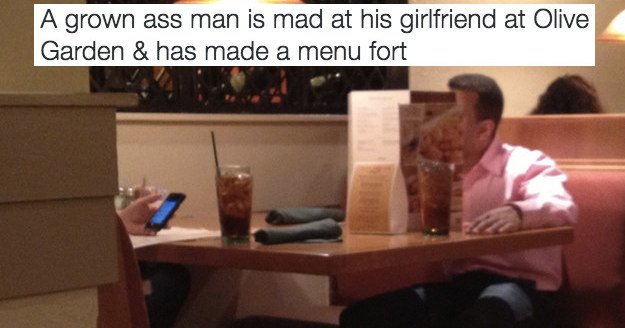 A grown ass man is mad at his girlfriend at Olive
Garden & has made a menu fort